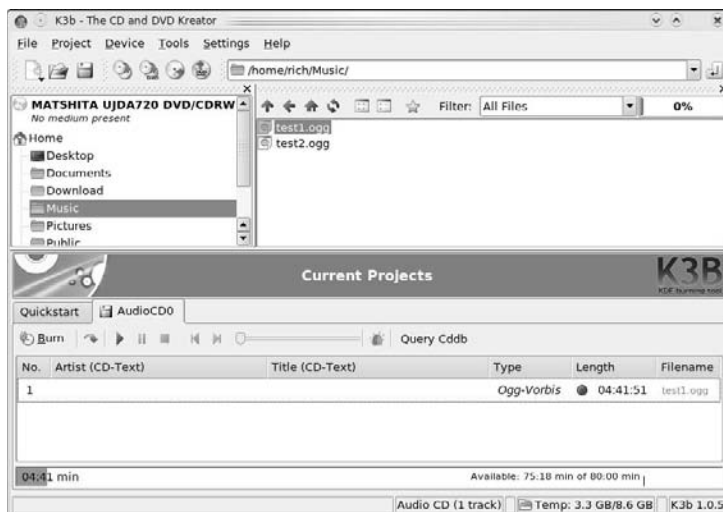 K3b - The CD and DVD Kreator
File Project Device Tools Settings Help
/home/rich/Music/
MATSHITA UJDA720 DVD/CDRW
No medium present
Filter: All Files 0%
Home
Desktop
Documents
Download
Music
Pictures
Public
test1.ogg
test2.ogg
Current Projects
K3B
KDE burning tool
Quickstart AudioCD0
Burn Query Cddb
No. Artist (CD-Text) Title (CD-Text) Type Length Filename
1 Ogg-Vorbis 04:41:51 test1.ogg
04:41 min Available: 75:18 min of 80:00 min
Audio CD (1 track) Temp: 3.3 GB/8.6 GB K3b 1.0.5